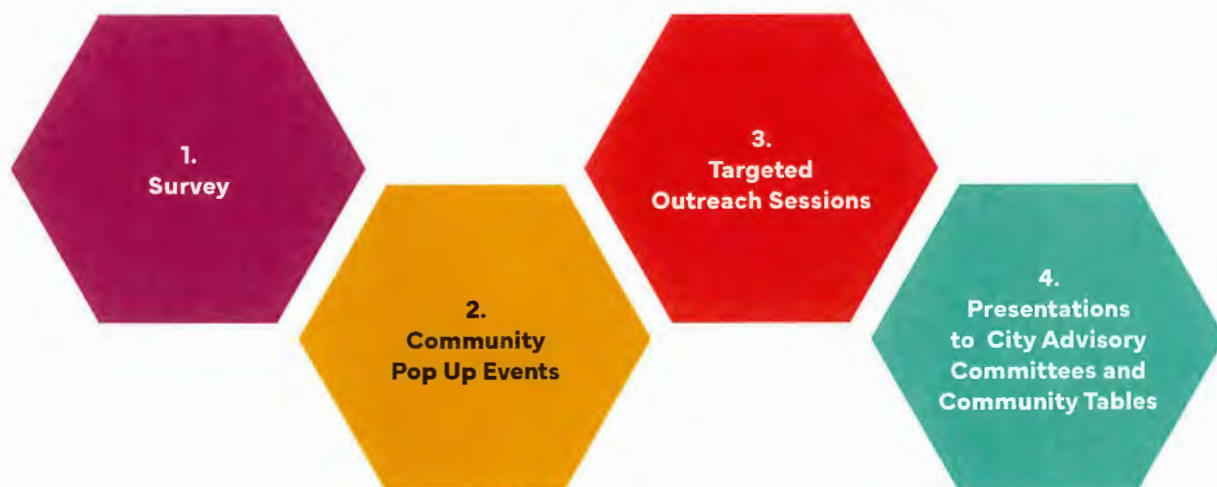 1.
Survey
2.
Community
Pop Up Events
3.
Targeted
Outreach Sessions
4.
Presentations
to City Advisory
Committees and
Community Tables